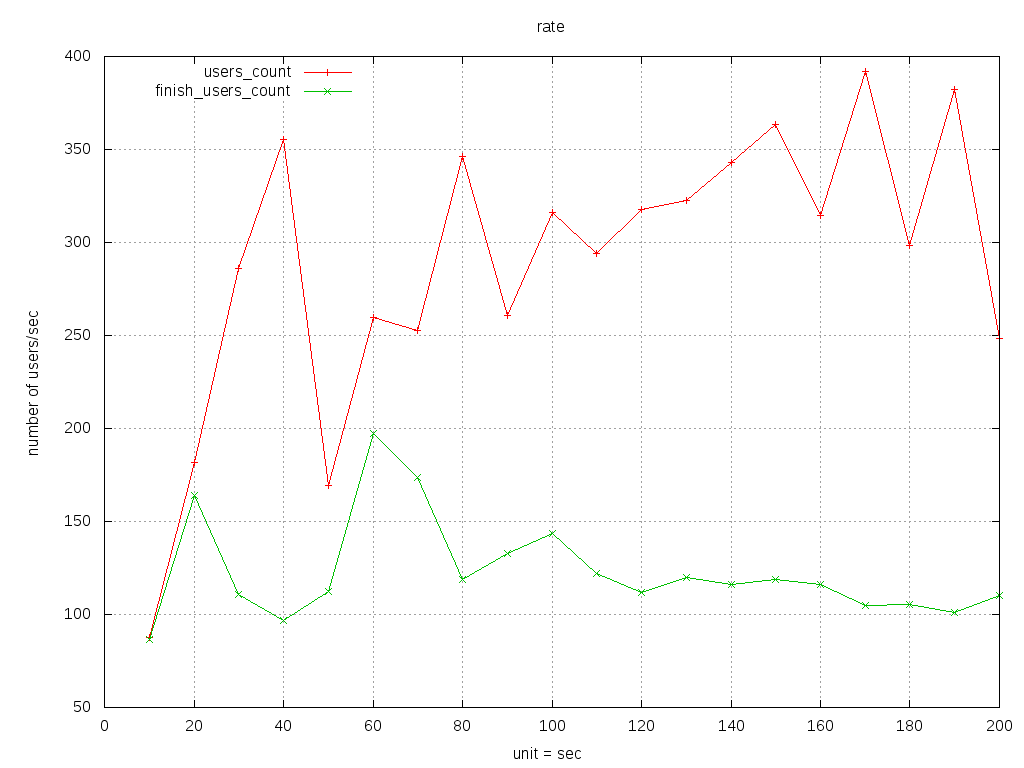 rate
users_count
finish_users_count
400
350
300
250
200
150
100
50
number of users/sec
0 20 40 60 80 100 120 140 160 180 200
unit = sec